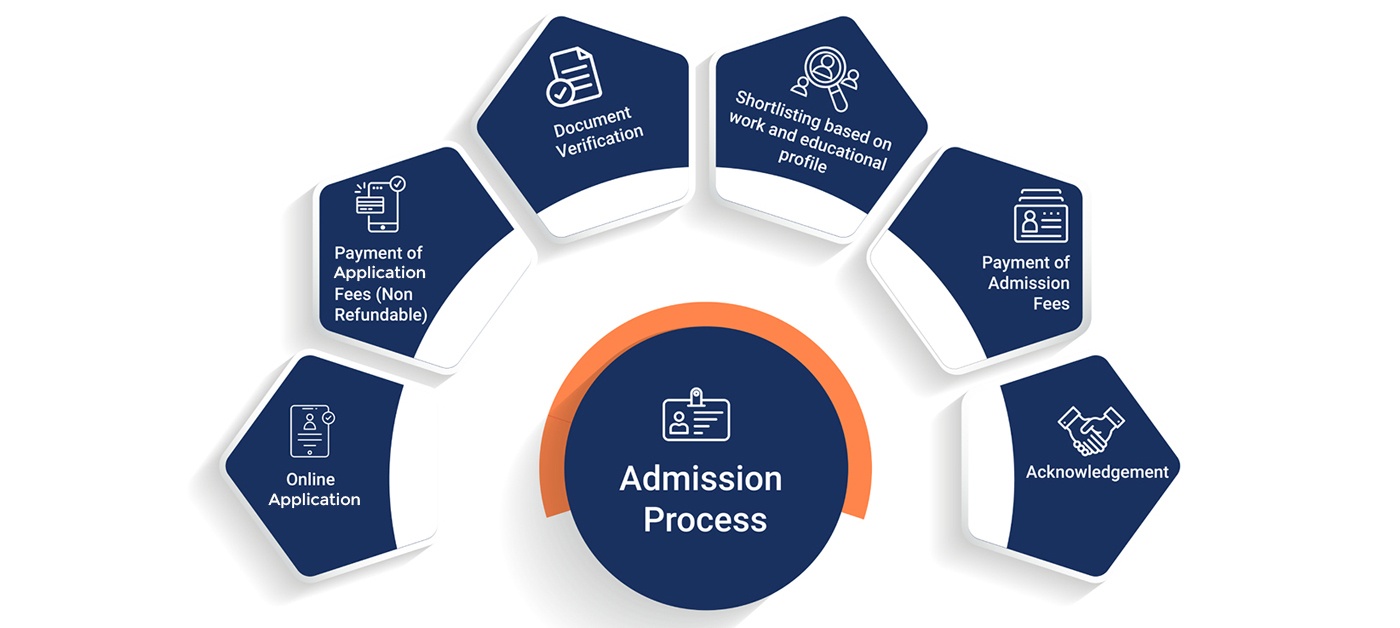 Online
Application
Payment of
Application
Fees (Non
Refundable)
Document
Verification
Shortlisting based on
work and educational
profile
Payment of
Admission
Fees
Acknowledgement
Admission
Process